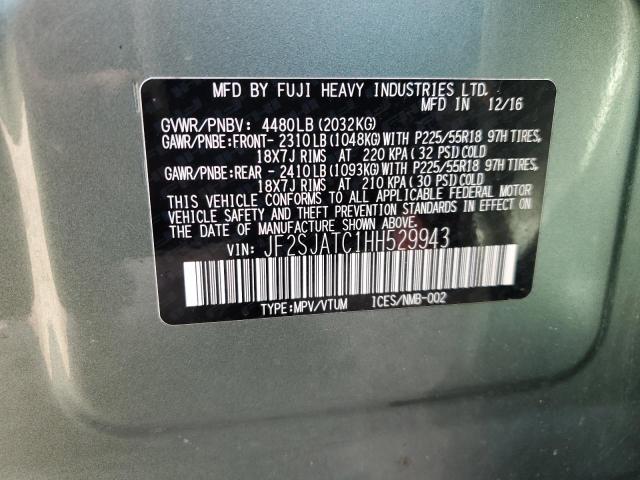 MFD BY FUJI HEAVY INDUSTRIES LTD.
MFD IN 12/16
GVWR/PNBV: 4480LB (2032KG)
GAWR/PNBE:FRONT- 2310LB (1048KG) WITH P225/55R18 97H TIRES,
18X7J RIMS AT 220 KPA (32 PSI) COLD
GAWR/PNBE:REAR - 2410LB (1093KG) WITH P225/55R18 97H TIRES,
18X7J RIMS AT 210 KPA (30 PSI) COLD
THIS VEHICLE CONFORMS TO ALL APPLICABLE FEDERAL MOTOR
VEHICLE SAFETY AND THEFT PREVENTION STANDARDS IN EFFECT ON
THE DATE OF MANUFACTURE SHOWN ABOVE.
VIN: JF2SJATC1HH529943
TYPE:MPV/VTUM ICES/NMB-002